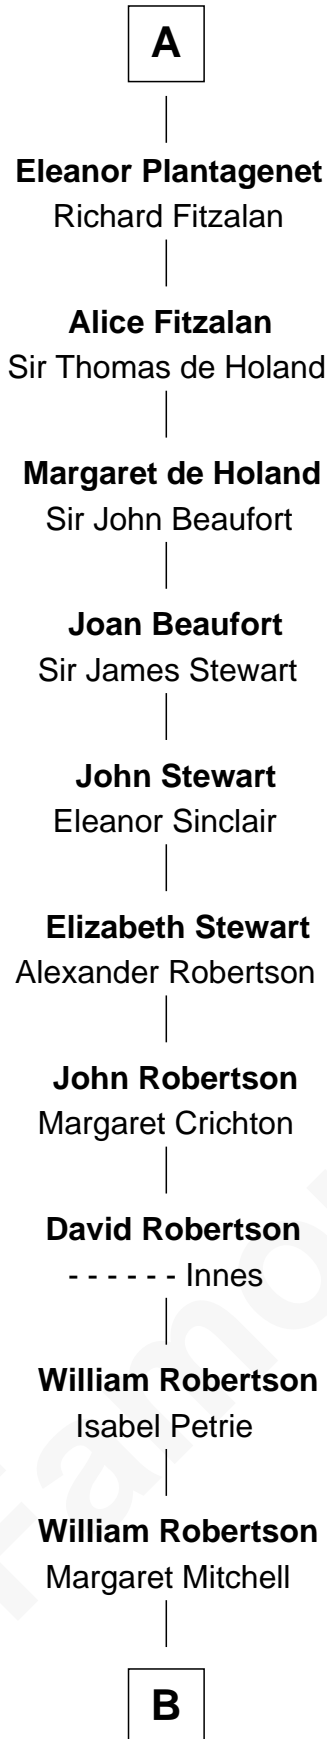 A
Eleanor Plantagenet
Richard Fitzalan
Alice Fitzalan
Sir Thomas de Holand
Margaret de Holand
Sir John Beaufort
Joan Beaufort
Sir James Stewart
John Stewart
Eleanor Sinclair
Elizabeth Stewart
Alexander Robertson
John Robertson
Margaret Crichton
David Robertson
- - - - - - Innes
William Robertson
Isabel Petrie
William Robertson
Margaret Mitchell
B